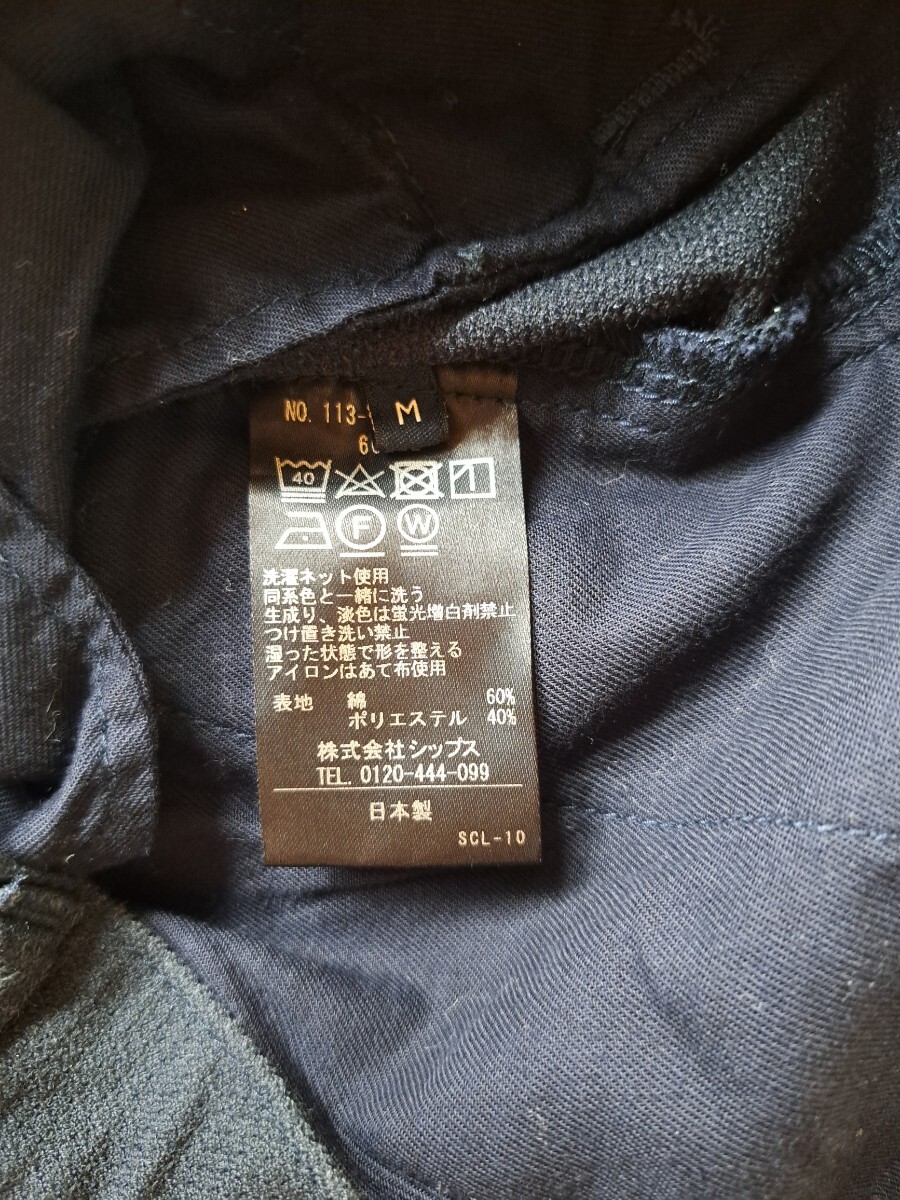 NO. 113-
M
40
1
F
W
洗濯ネット使用
同系色と一緒に洗う
生成り、淡色は蛍光増白剤禁止
つけ置き洗い禁止
湿った状態で形を整える
アイロンはあて布使用
表地 綿 60%
ポリエステル 40%
株式会社シップス
TEL. 0120-444-099
日本製
SCL-10